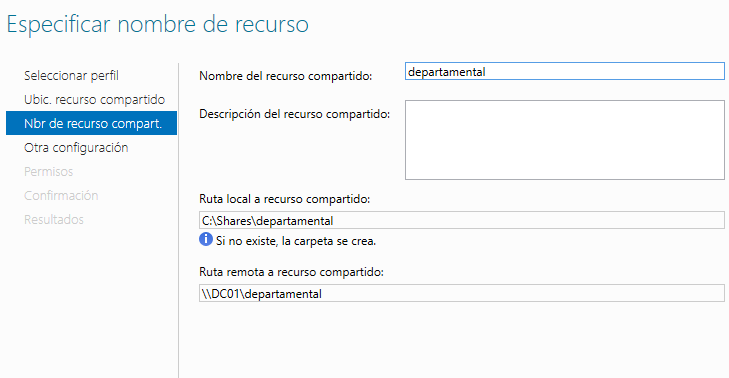 Especificar nombre de recurso
Seleccionar perfil
Ubic. recurso compartido
Nbr de recurso compart.
Otra configuración
Permisos
Confirmación
Resultados
Nombre del recurso compartido:
departamental
Descripción del recurso compartido:
Ruta local a recurso compartido:
C:\Shares\departamental
Si no existe, la carpeta se crea.
Ruta remota a recurso compartido:
\\DC01\departamental